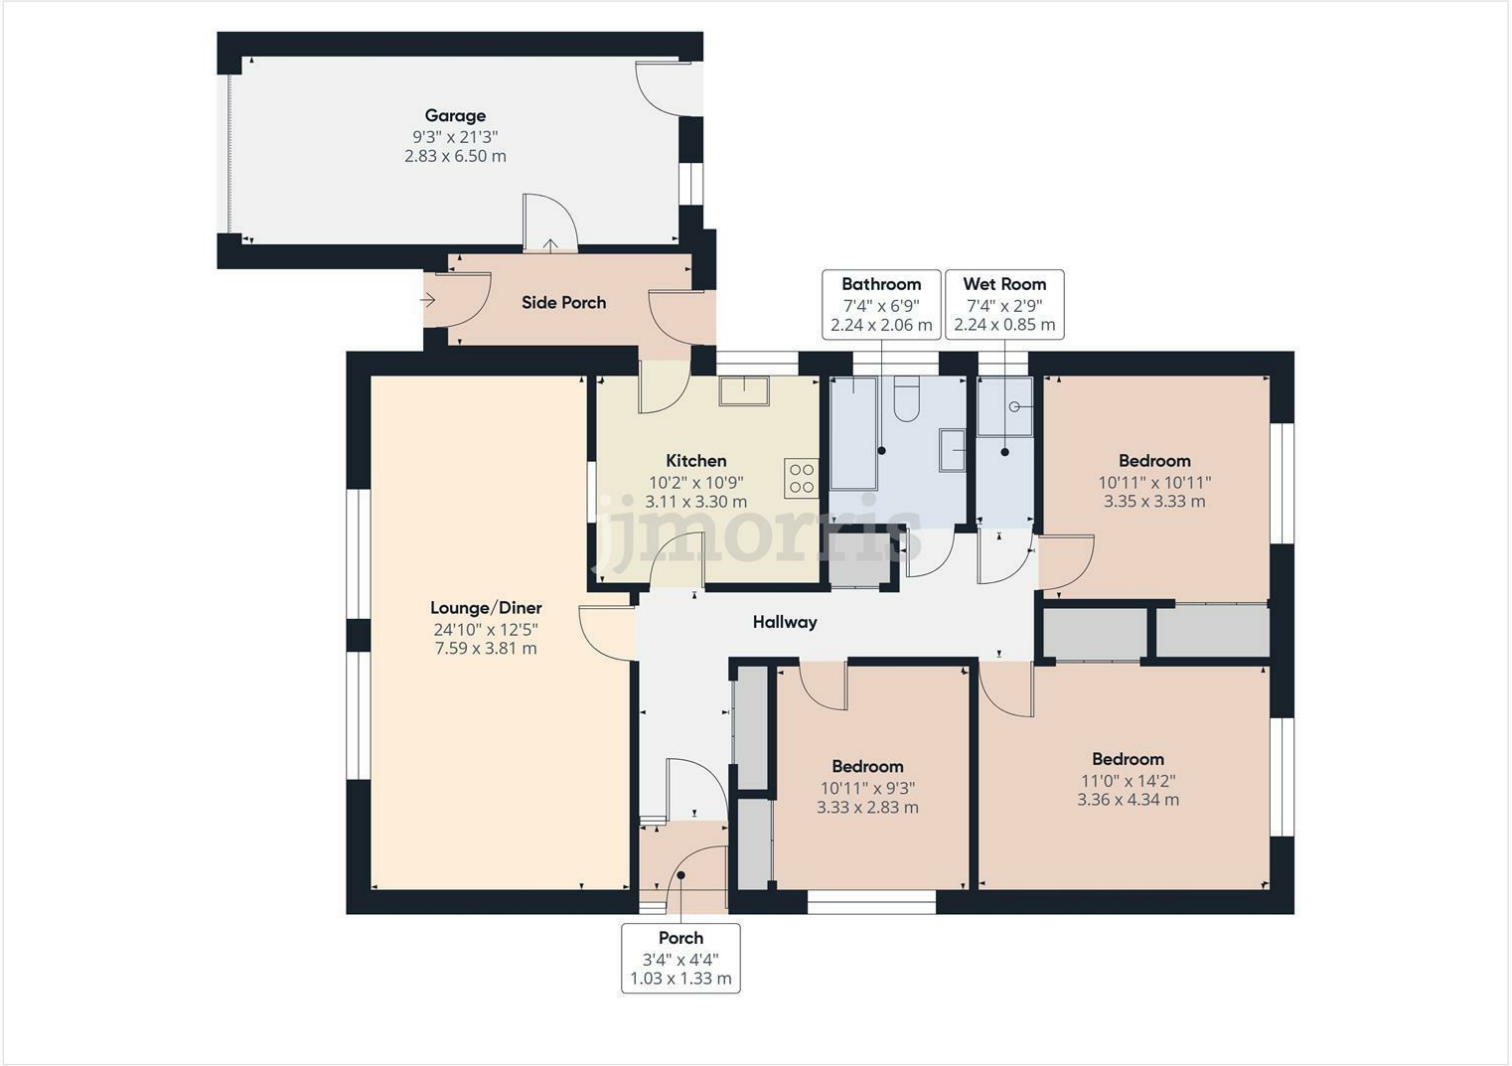 Garage
9'3" x 21'3"
2.83 x 6.50 m
Side Porch
Bathroom
7'4" x 6'9"
2.24 x 2.06 m
Wet Room
7'4" x 2'9"
2.24 x 0.85 m
Kitchen
10'2" x 10'9"
3.11 x 3.30 m
Bedroom
10'11" x 10'11"
3.35 x 3.33 m
jjmorris
Lounge/Diner
24'10" x 12'5"
7.59 x 3.81 m
Hallway
Bedroom
10'11" x 9'3"
3.33 x 2.83 m
Bedroom
11'0" x 14'2"
3.36 x 4.34 m
Porch
3'4" x 4'4"
1.03 x 1.33 m